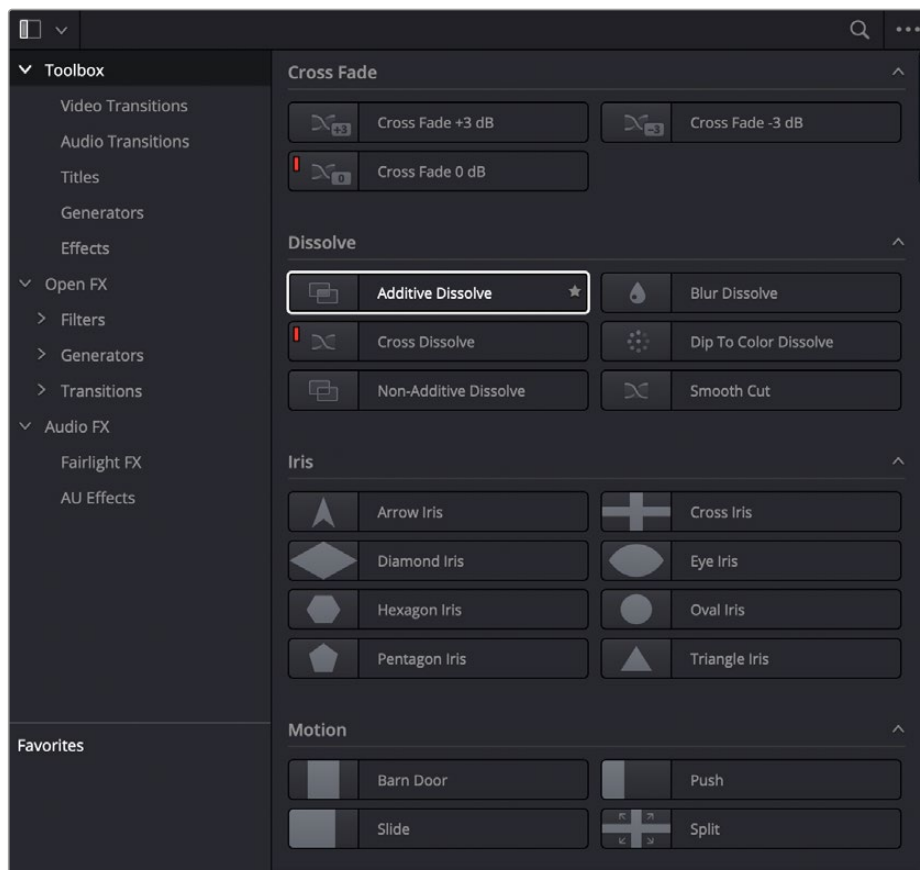 Toolbox
Video Transitions
Audio Transitions
Titles
Generators
Effects
Open FX
Filters
Generators
Transitions
Audio FX
Fairlight FX
AU Effects
Favorites
Cross Fade
+3 Cross Fade +3 dB
-3 Cross Fade -3 dB
0 Cross Fade 0 dB
Dissolve
Additive Dissolve
Blur Dissolve
Cross Dissolve
Dip To Color Dissolve
Non-Additive Dissolve
Smooth Cut
Iris
Arrow Iris
Cross Iris
Diamond Iris
Eye Iris
Hexagon Iris
Oval Iris
Pentagon Iris
Triangle Iris
Motion
Barn Door
Push
Slide
Split